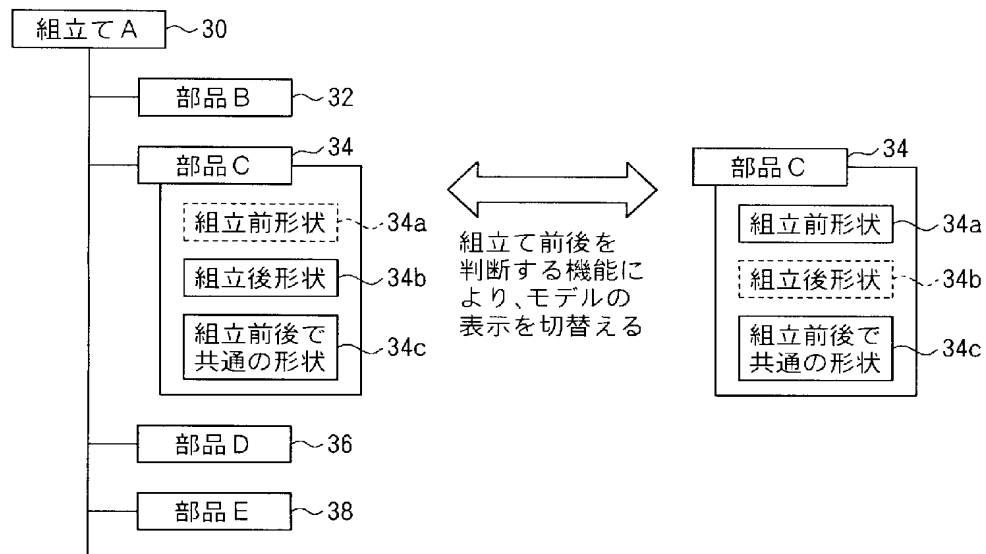 組立てA 30
部品B 32
部品C 34
組立前形状 34a
組立後形状 34b
組立前後で
共通の形状 34c
部品D 36
部品E 38
組立て前後を
判断する機能に
より、モデルの
表示を切替える
部品C 34
組立前形状 34a
組立後形状 34b
組立前後で
共通の形状 34c